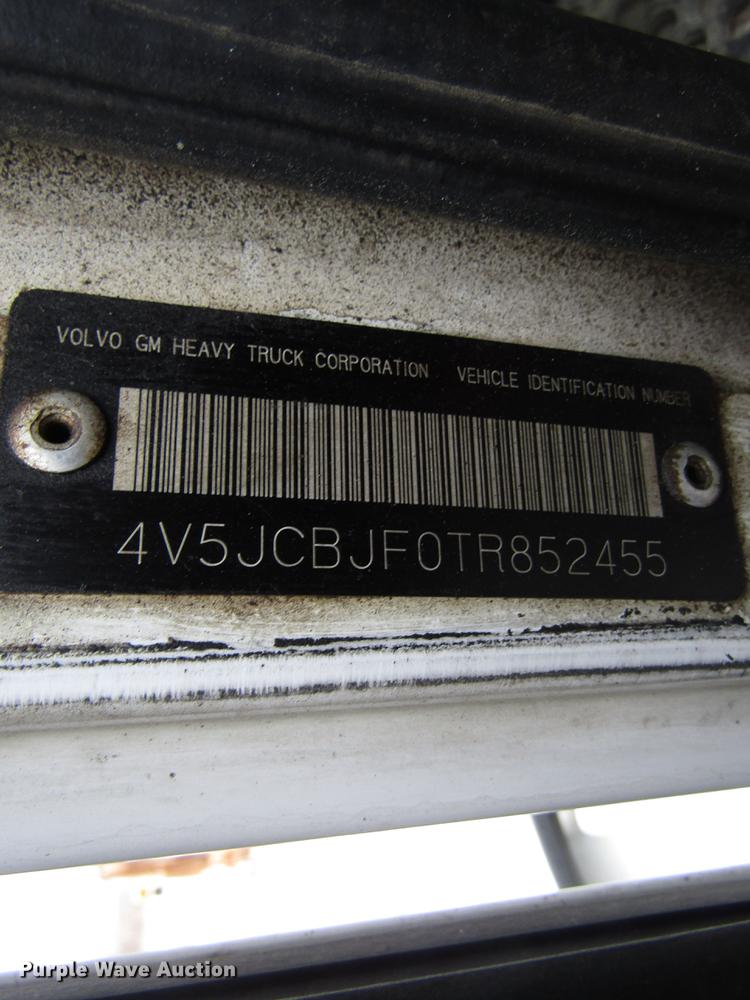 VOLVO GM HEAVY TRUCK CORPORATION VEHICLE IDENTIFICATION NUMBER
4V5JCBJF0TR852455
Purple Wave Auction